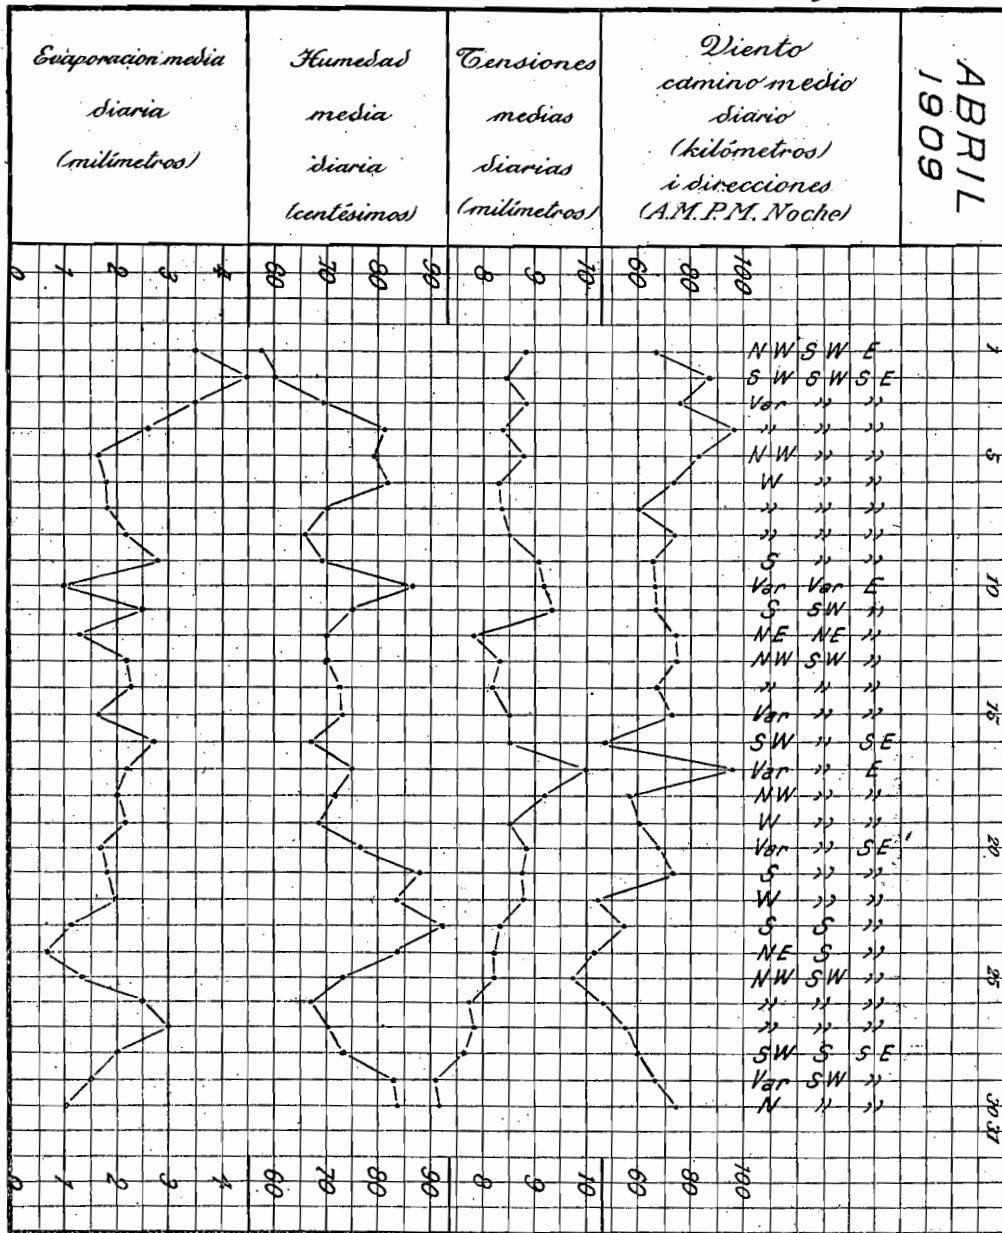 Evaporacion media
diaria
(milímetros)
Humedad
media
diaria
(centésimos)
Tensiones
medias
diarias
(milímetros)
Viento
camino medio
diario
(kilómetros)
i direcciones
(A.M.P.M. Noche)
ABRIL
1909
0 1 2 3 4 60 70 80 90 8 9 10 60 80 100
1 NW SW E
SW SW SE
Var " "
" " "
5 NW " "
W " "
" " "
" " "
S " "
10 Var Var E
S SW "
NE NE "
NW SW "
" " "
15 Var " "
SW " SE
Var " E
NW " "
W " "
20 Var " SE
S " "
W " "
S S "
NE S "
25 NW SW "
" " "
" " "
SW S SE
Var SW "
30 N " "
31
0 1 2 3 4 60 70 80 90 8 9 10 60 80 100